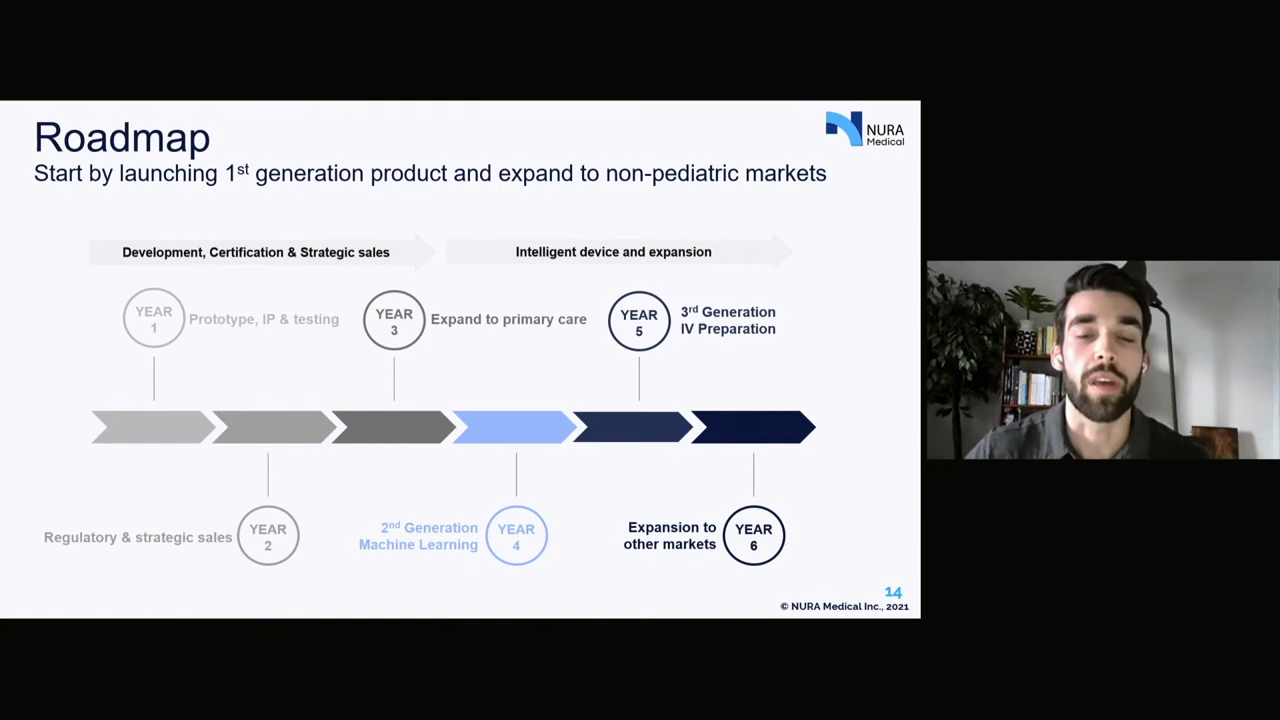 Roadmap
Start by launching 1st generation product and expand to non-pediatric markets
NURA
Medical
Development, Certification & Strategic sales
Intelligent device and expansion
YEAR
1
Prototype, IP & testing
YEAR
3
Expand to primary care
YEAR
5
3rd Generation
IV Preparation
Regulatory & strategic sales
YEAR
2
2nd Generation
Machine Learning
YEAR
4
Expansion to
other markets
YEAR
6
14
© NURA Medical Inc., 2021